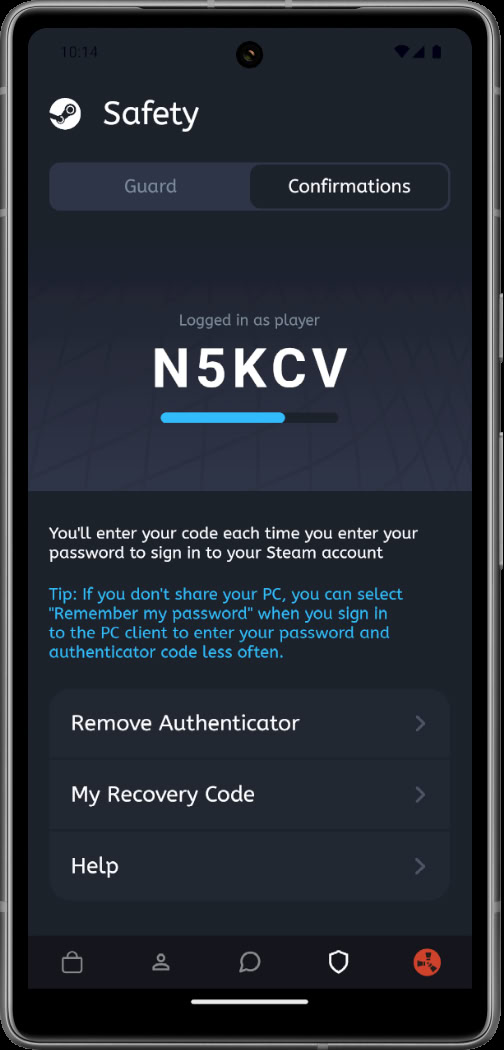 10:14
Safety
Guard
Confirmations
Logged in as player
N5KCV
You'll enter your code each time you enter your
password to sign in to your Steam account
Tip: If you don't share your PC, you can select
"Remember my password" when you sign in
to the PC client to enter your password and
authenticator code less often.
Remove Authenticator
My Recovery Code
Help